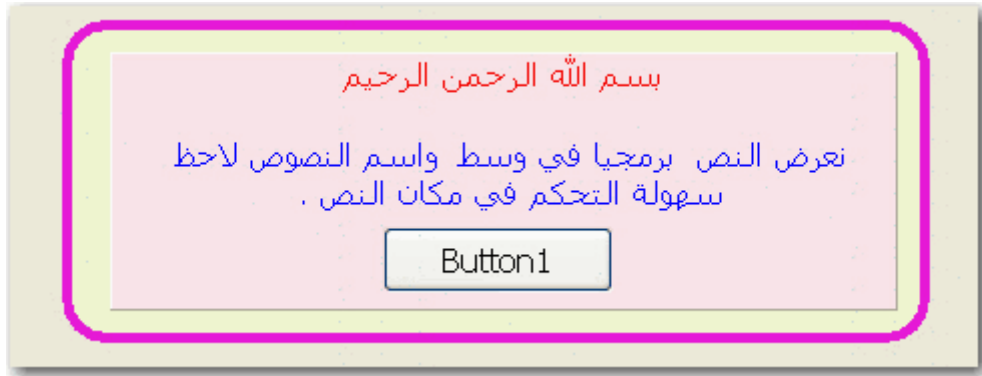 بسم الله الرحمن الرحيم
نعرض النص برمجيا في وسط واسم النصوص لاحظ
سهولة التحكم في مكان النص .
Button1